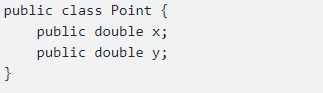 public class Point {
    public double x;
    public double y;
}